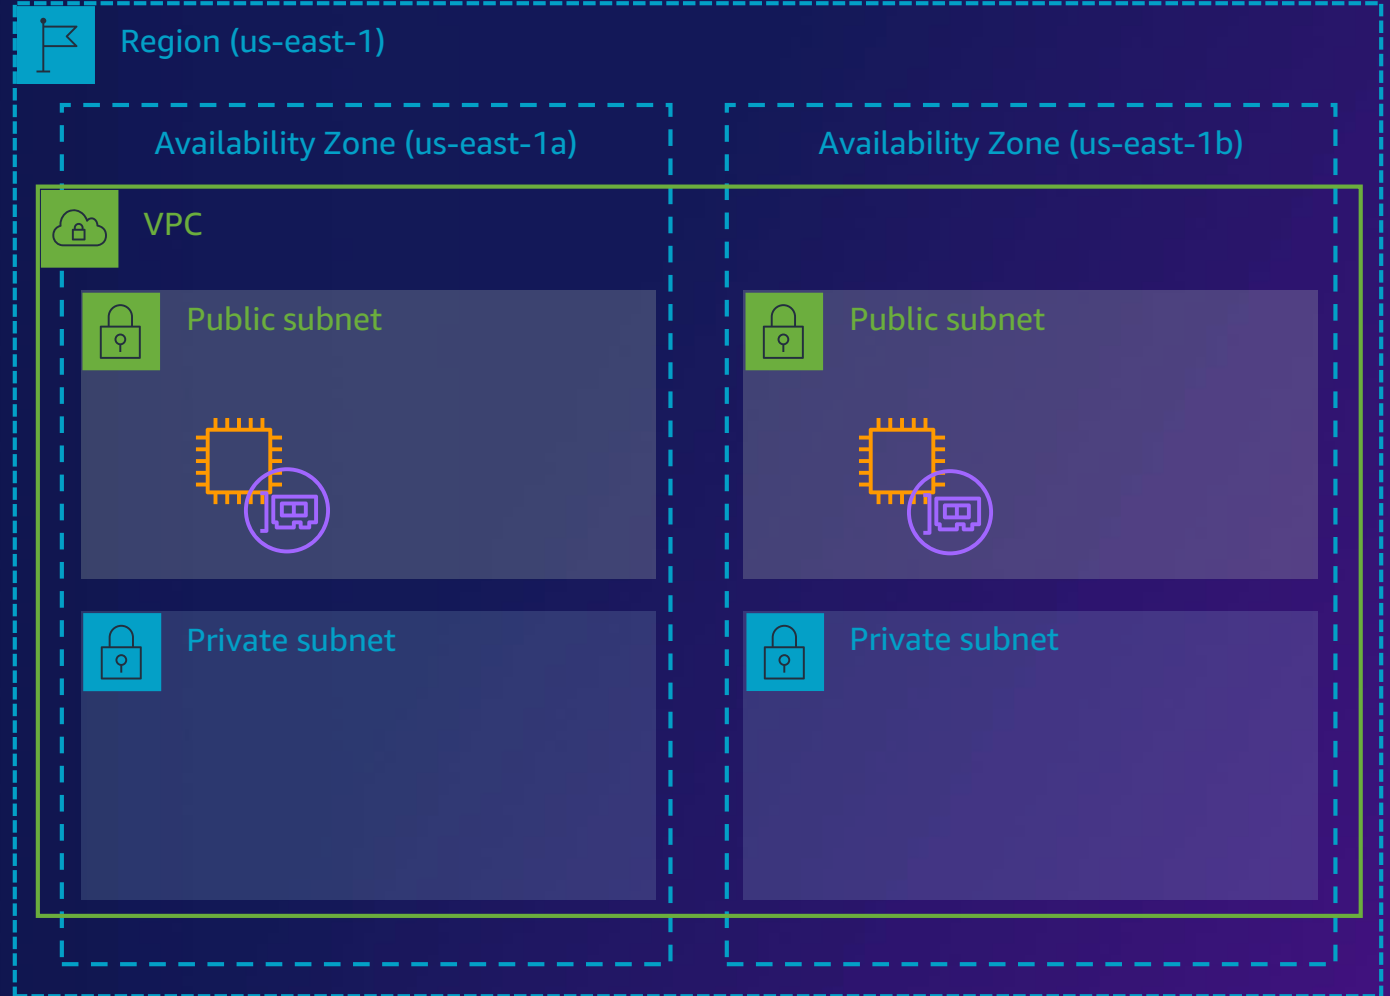 Region (us-east-1)
Availability Zone (us-east-1a)
Availability Zone (us-east-1b)
VPC
Public subnet
Public subnet
Private subnet
Private subnet